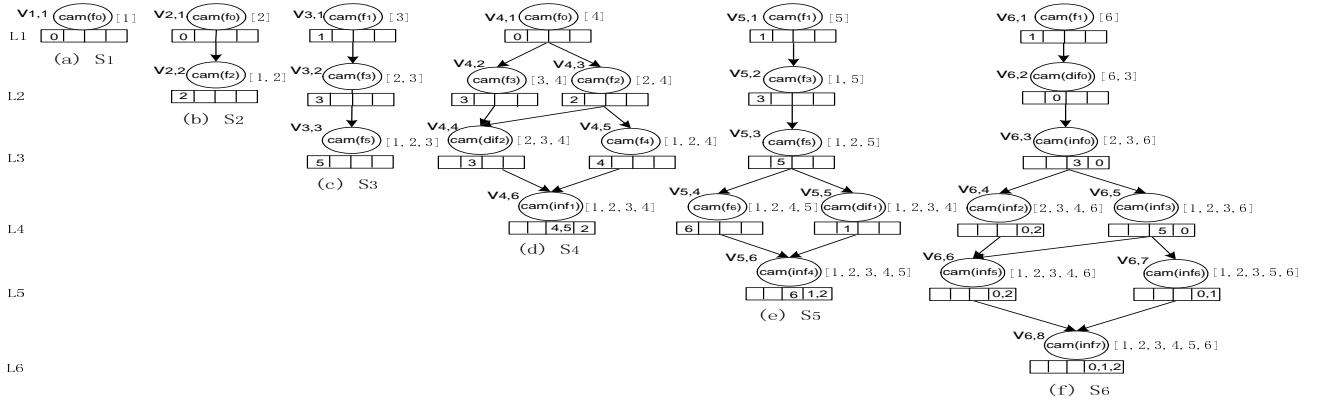 V1,1 cam(f0) [1]
L1
0
(a) S1
V2,1 cam(f0) [2]
0
V2,2 cam(f2) [1, 2]
2
(b) S2
V3,1 cam(f1) [3]
1
V3,2 cam(f3) [2, 3]
3
V3,3 cam(f5) [1, 2, 3]
5
(c) S3
V4,1 cam(f0) [4]
0
V4,2 cam(f3) [3, 4]
3
V4,3 cam(f2) [2, 4]
2
V4,4 cam(dif2) [2, 3, 4]
3
V4,5 cam(f4) [1, 2, 4]
4
V4,6 cam(inf1) [1, 2, 3, 4]
4,5 2
(d) S4
V5,1 cam(f1) [5]
1
V5,2 cam(f3) [1, 5]
3
V5,3 cam(f5) [1, 2, 5]
5
V5,4 cam(f6) [1, 2, 4, 5]
6
V5,5 cam(dif1) [1, 2, 3, 4]
1
V5,6 cam(inf4) [1, 2, 3, 4, 5]
6 1,2
(e) S5
V6,1 cam(f1) [6]
1
V6,2 cam(dif0) [6, 3]
0
V6,3 cam(inf0) [2, 3, 6]
3 0
V6,4 cam(inf2) [2, 3, 4, 6]
0,2
V6,5 cam(inf3) [1, 2, 3, 6]
5 0
V6,6 cam(inf5) [1, 2, 3, 4, 6]
0,2
V6,7 cam(inf6) [1, 2, 3, 5, 6]
0,1
V6,8 cam(inf7) [1, 2, 3, 4, 5, 6]
0,1,2
(f) S6
L2
L3
L4
L5
L6